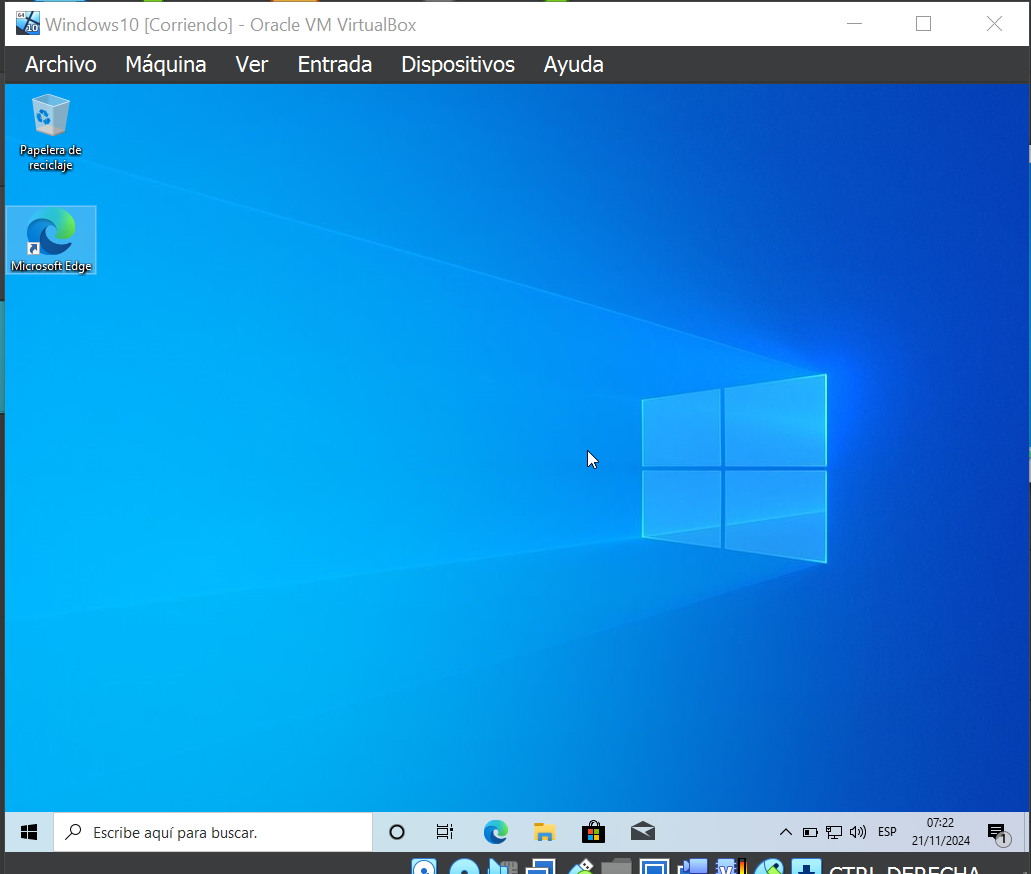 Windows10 [Corriendo] - Oracle VM VirtualBox
Archivo Máquina Ver Entrada Dispositivos Ayuda
Papelera de
reciclaje
Microsoft Edge
Escribe aquí para buscar.
ESP
07:22
21/11/2024
1
CTRL DERECHA